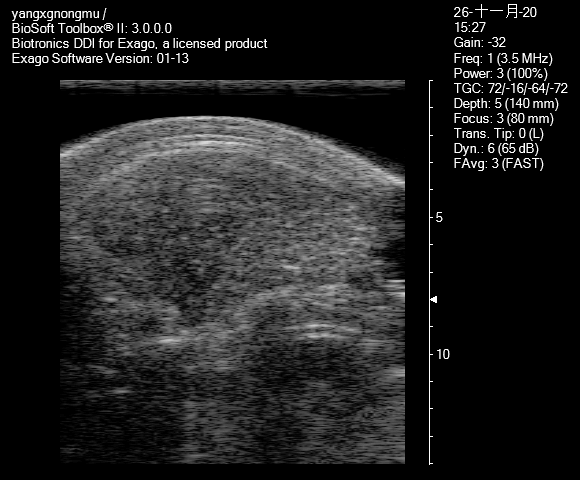 yangxgnongmu /
BioSoft Toolbox® II: 3.0.0.0
Biotronics DDI for Exago, a licensed product
Exago Software Version: 01-13
26-十一月-20
15:27
Gain: -32
Freq: 1 (3.5 MHz)
Power: 3 (100%)
TGC: 72/-16/-64/-72
Depth: 5 (140 mm)
Focus: 3 (80 mm)
Trans. Tip: 0 (L)
Dyn.: 6 (65 dB)
FAvg: 3 (FAST)
5
10